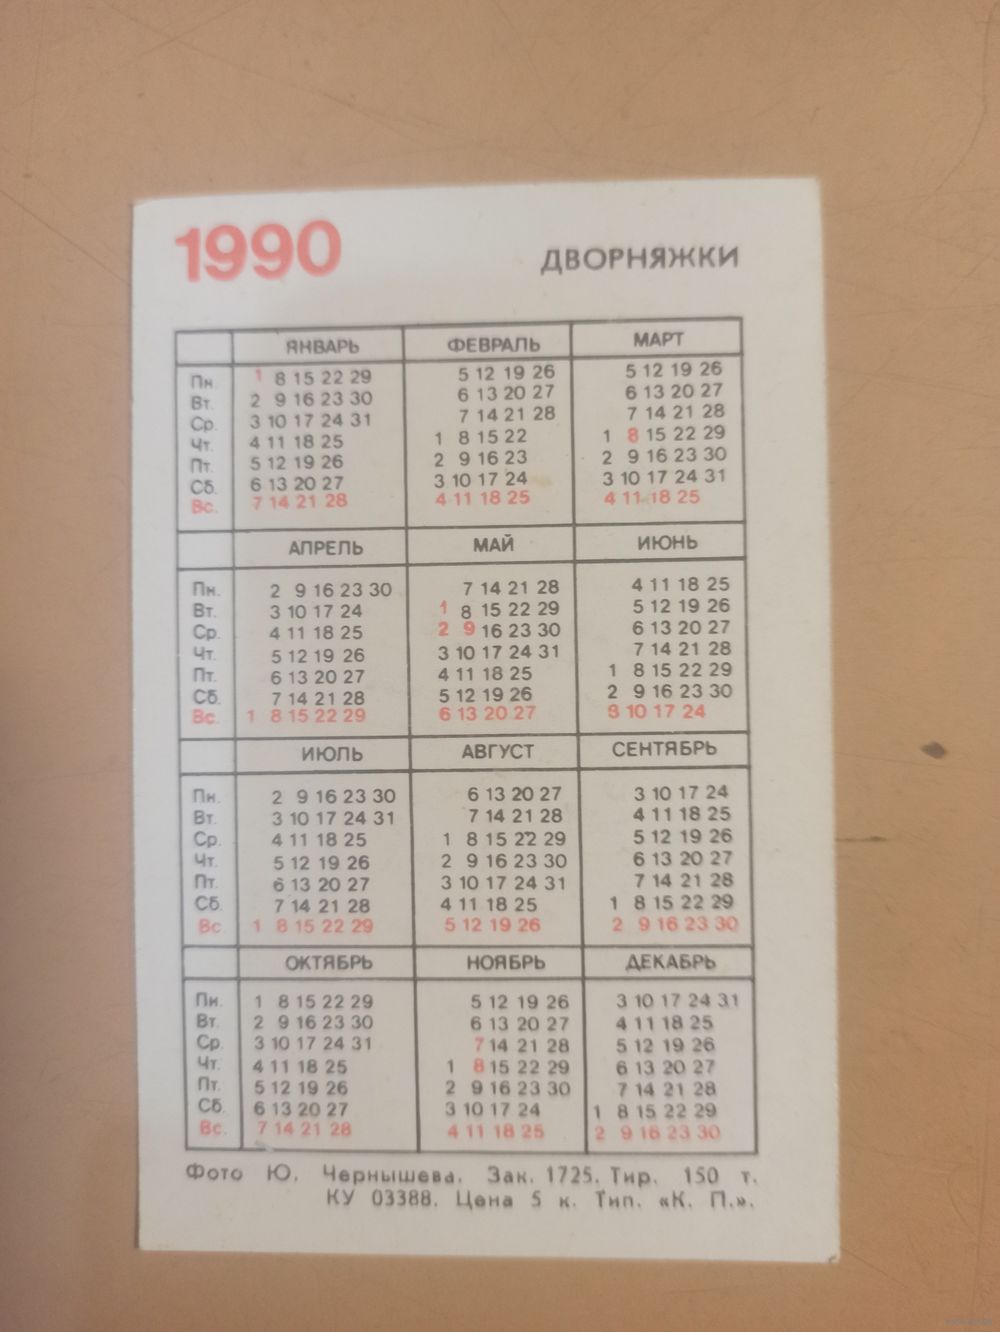 1990 ДВОРНЯЖКИ
ЯНВАРЬ ФЕВРАЛЬ МАРТ
Пн. 1 8 15 22 29 5 12 19 26 5 12 19 26
Вт. 2 9 16 23 30 6 13 20 27 6 13 20 27
Ср. 3 10 17 24 31 7 14 21 28 7 14 21 28
Чт. 4 11 18 25 1 8 15 22 1 8 15 22 29
Пт. 5 12 19 26 2 9 16 23 2 9 16 23 30
Сб. 6 13 20 27 3 10 17 24 3 10 17 24 31
Вс. 7 14 21 28 4 11 18 25 4 11 18 25
АПРЕЛЬ МАЙ ИЮНЬ
Пн. 2 9 16 23 30 7 14 21 28 4 11 18 25
Вт. 3 10 17 24 1 8 15 22 29 5 12 19 26
Ср. 4 11 18 25 2 9 16 23 30 6 13 20 27
Чт. 5 12 19 26 3 10 17 24 31 7 14 21 28
Пт. 6 13 20 27 4 11 18 25 1 8 15 22 29
Сб. 7 14 21 28 5 12 19 26 2 9 16 23 30
Вс. 1 8 15 22 29 6 13 20 27 3 10 17 24
ИЮЛЬ АВГУСТ СЕНТЯБРЬ
Пн. 2 9 16 23 30 6 13 20 27 3 10 17 24
Вт. 3 10 17 24 31 7 14 21 28 4 11 18 25
Ср. 4 11 18 25 1 8 15 22 29 5 12 19 26
Чт. 5 12 19 26 2 9 16 23 30 6 13 20 27
Пт. 6 13 20 27 3 10 17 24 31 7 14 21 28
Сб. 7 14 21 28 4 11 18 25 1 8 15 22 29
Вс. 1 8 15 22 29 5 12 19 26 2 9 16 23 30
ОКТЯБРЬ НОЯБРЬ ДЕКАБРЬ
Пн. 1 8 15 22 29 5 12 19 26 3 10 17 24 31
Вт. 2 9 16 23 30 6 13 20 27 4 11 18 25
Ср. 3 10 17 24 31 7 14 21 28 5 12 19 26
Чт. 4 11 18 25 1 8 15 22 29 6 13 20 27
Пт. 5 12 19 26 2 9 16 23 30 7 14 21 28
Сб. 6 13 20 27 3 10 17 24 1 8 15 22 29
Вс. 7 14 21 28 4 11 18 25 2 9 16 23 30
Фото Ю. Чернышева. Зак. 1725. Тир. 150 т.
КУ 03388. Цена 5 к. Тип. «К. П.».